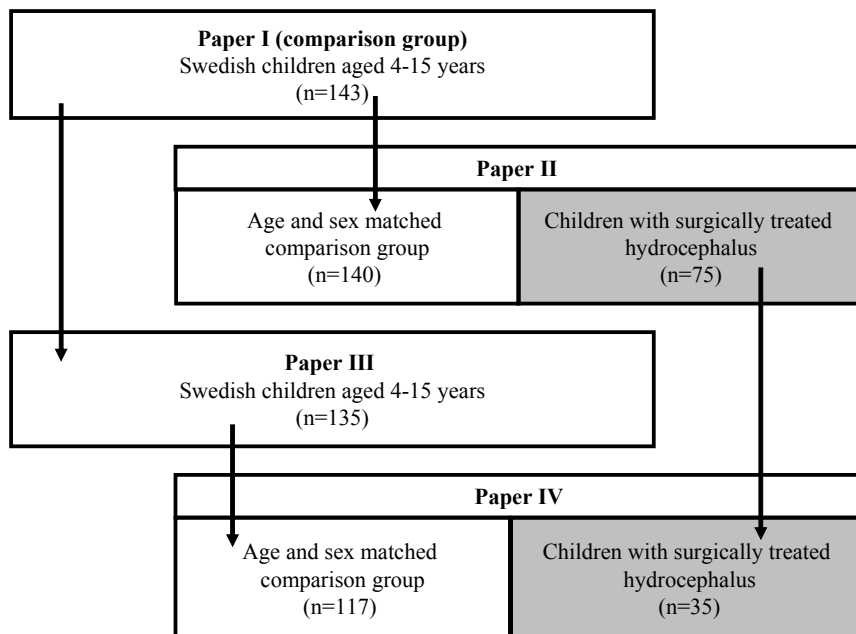 Paper I (comparison group)
Swedish children aged 4-15 years
(n=143)
Paper II
Age and sex matched
comparison group
(n=140)
Children with surgically treated
hydrocephalus
(n=75)
Paper III
Swedish children aged 4-15 years
(n=135)
Paper IV
Age and sex matched
comparison group
(n=117)
Children with surgically treated
hydrocephalus
(n=35)